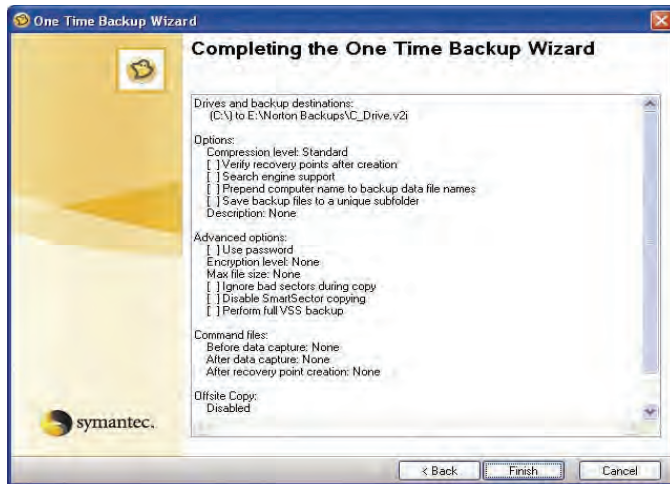 One Time Backup Wizard
Completing the One Time Backup Wizard
Drives and backup destinations:
(C:\) to E:\Norton Backups\C_Drive.v2i
Options:
Compression level: Standard
[ ] Verify recovery points after creation
[ ] Search engine support
[ ] Prepend computer name to backup data file names
[ ] Save backup files to a unique subfolder
Description: None
Advanced options:
[ ] Use password
Encryption level: None
Max file size: None
[ ] Ignore bad sectors during copy
[ ] Disable SmartSector copying
[ ] Perform full VSS backup
Command files:
Before data capture: None
After data capture: None
After recovery point creation: None
Offsite Copy:
Disabled
symantec.
< Back
Finish
Cancel